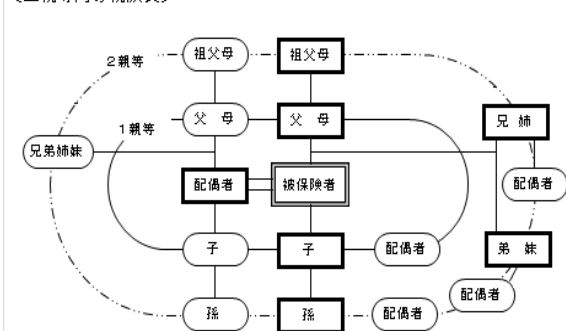 2親等
祖父母
祖父母
1親等
父 母
父 母
兄 姉
兄弟姉妹
配偶者
被保険者
配偶者
子
子
配偶者
弟 妹
孫
孫
配偶者
配偶者